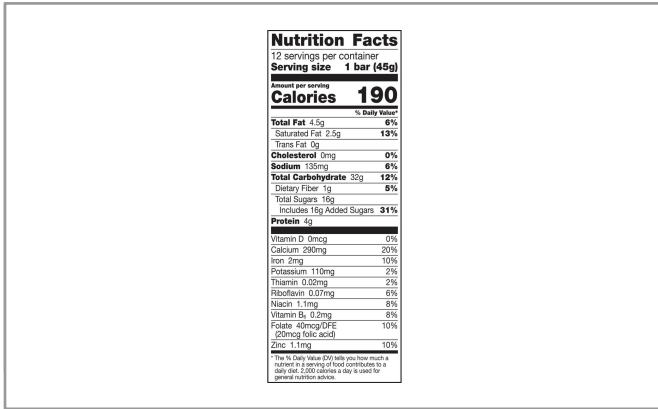 Nutrition Facts
12 servings per container
Serving size 1 bar (45g)
Amount per serving
Calories 190
% Daily Value*
Total Fat 4.5g 6%
Saturated Fat 2.5g 13%
Trans Fat 0g
Cholesterol 0mg 0%
Sodium 135mg 6%
Total Carbohydrate 32g 12%
Dietary Fiber 1g 5%
Total Sugars 16g
Includes 16g Added Sugars 31%
Protein 4g
Vitamin D 0mcg 0%
Calcium 290mg 20%
Iron 2mg 10%
Potassium 110mg 2%
Thiamin 0.02mg 2%
Riboflavin 0.07mg 6%
Niacin 1.1mg 8%
Vitamin B₆ 0.2mg 8%
Folate 40mcg/DFE 10%
(20mcg folic acid)
Zinc 1.1mg 10%
* The % Daily Value (DV) tells you how much a
nutrient in a serving of food contributes to a
daily diet. 2,000 calories a day is used for
general nutrition advice.